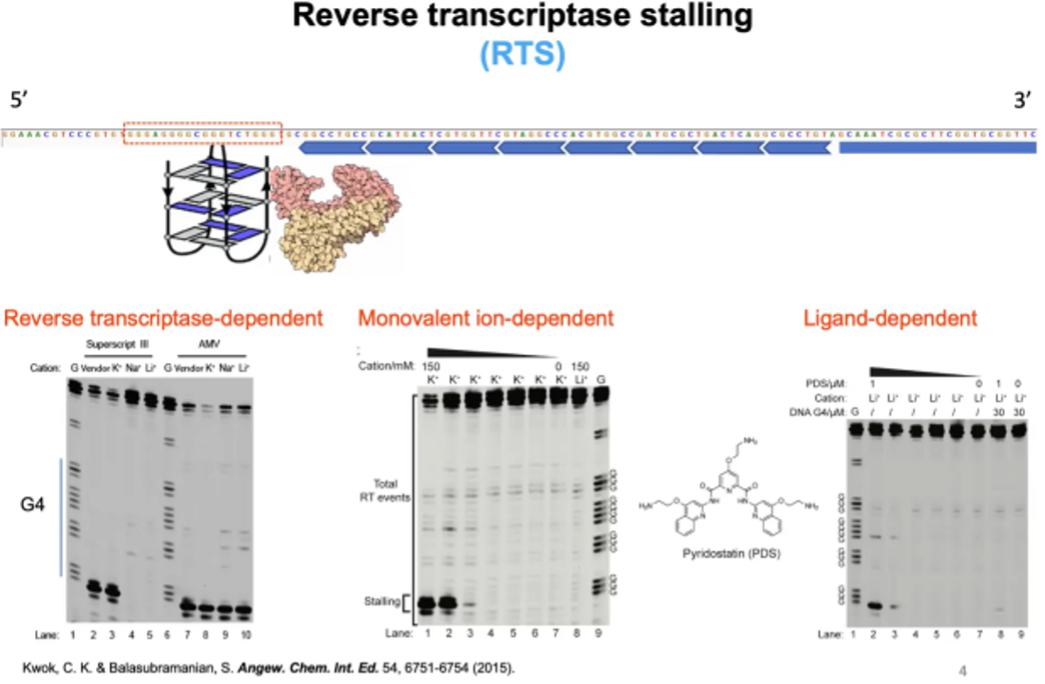 Reverse transcriptase stalling
(RTS)
5’ 3’
Reverse transcriptase-dependent
Superscript III AMV
Cation: G Vendor K⁺ Na⁺ Li⁺ G Vendor K⁺ Na⁺ Li⁺
G4
Lane: 1 2 3 4 5 6 7 8 9 10
Monovalent ion-dependent
Cation/mM: 150 0 150
K⁺ K⁺ K⁺ K⁺ K⁺ K⁺ K⁺ Li⁺ G
Total
RT events
Stalling
Lane: 1 2 3 4 5 6 7 8 9
NH₂
O
O O
N
NH HN
H₂N O N N O NH₂
Pyridostatin (PDS)
Ligand-dependent
PDS/μM: 1 0 1 0
Cation: Li⁺ Li⁺ Li⁺ Li⁺ Li⁺ Li⁺ Li⁺ Li⁺
DNA G4/μM: G / / / / / / 30 30
Lane: 1 2 3 4 5 6 7 8 9
Kwok, C. K. & Balasubramanian, S. Angew. Chem. Int. Ed. 54, 6751-6754 (2015).
4